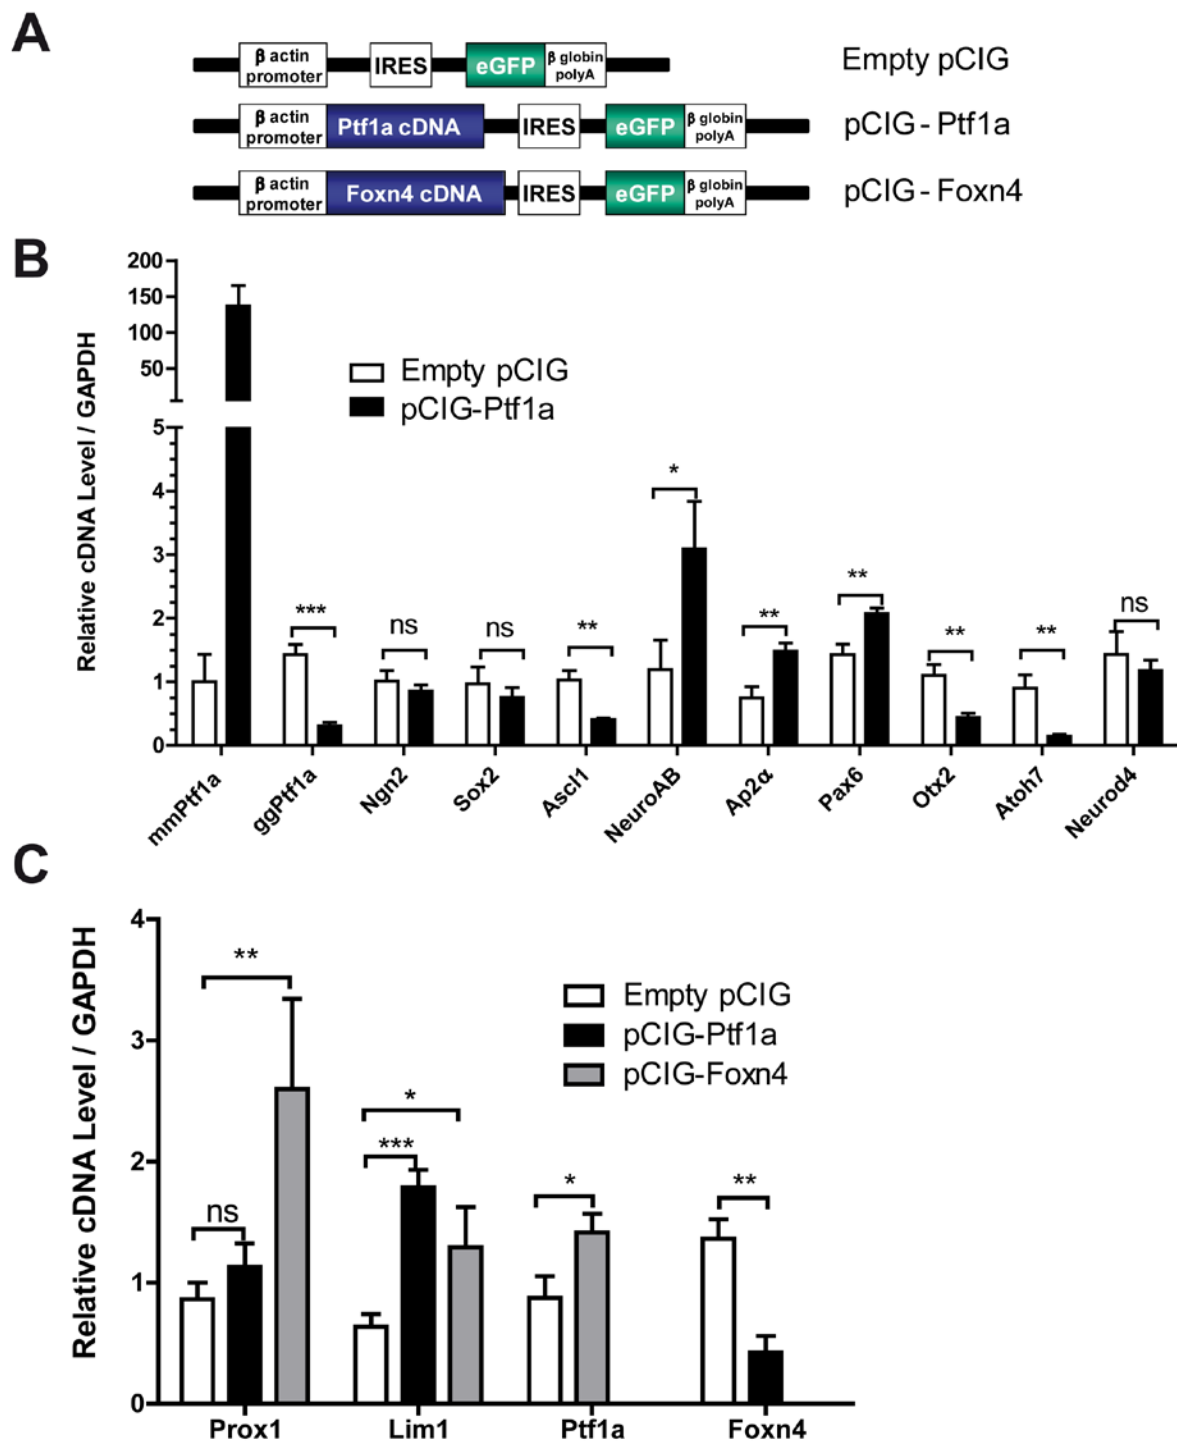 A
β actin
promoter
IRES
eGFP
β globin
polyA
Empty pCIG
β actin
promoter
Ptf1a cDNA
IRES
eGFP
β globin
polyA
pCIG - Ptf1a
β actin
promoter
Foxn4 cDNA
IRES
eGFP
β globin
polyA
pCIG - Foxn4
B
Relative cDNA Level / GAPDH
200
150
100
50
5
4
3
2
1
0
Empty pCIG
pCIG-Ptf1a
***
ns
ns
**
*
**
**
**
**
ns
mmPtf1a
ggPtf1a
Ngn2
Sox2
Ascl1
NeuroAB
Ap2α
Pax6
Otx2
Atoh7
Neurod4
C
Relative cDNA Level / GAPDH
4
3
2
1
0
Empty pCIG
pCIG-Ptf1a
pCIG-Foxn4
**
ns
*
***
*
**
Prox1
Lim1
Ptf1a
Foxn4